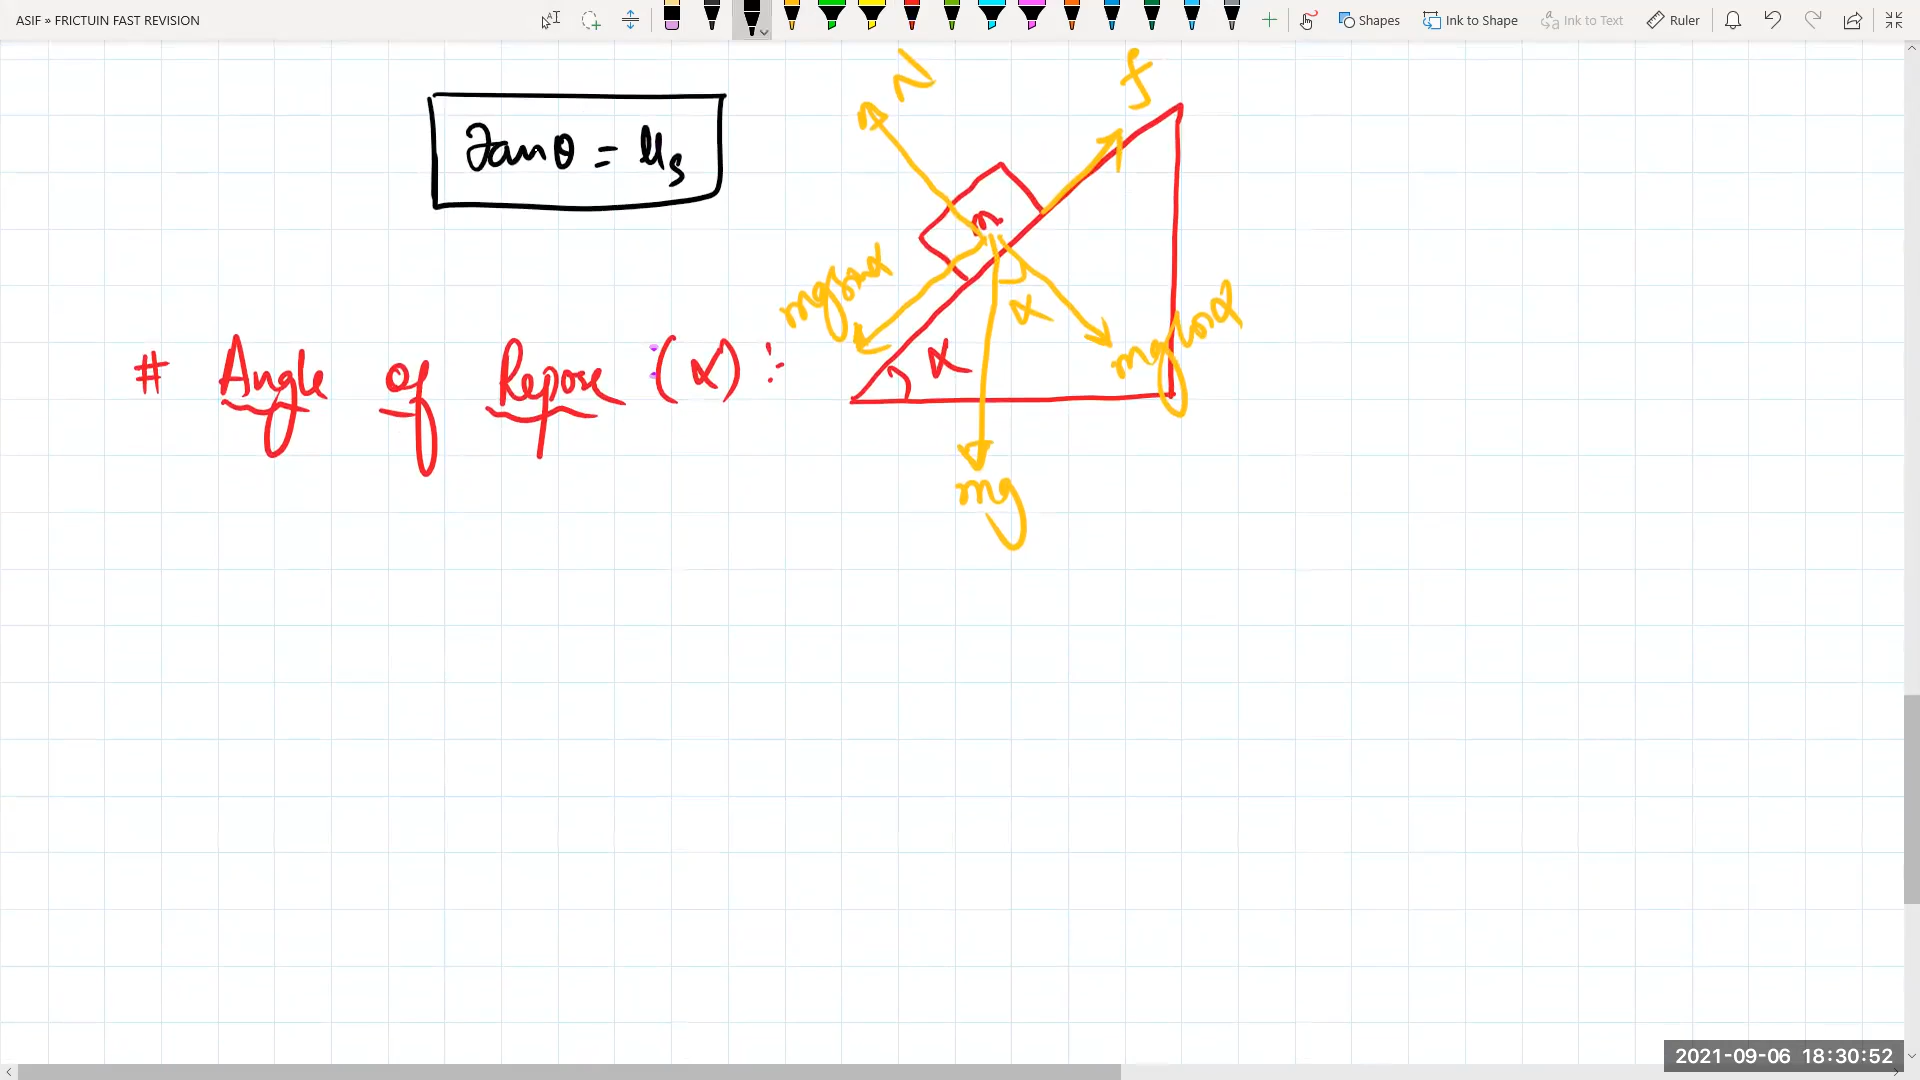 ASIF » FRICTUIN FAST REVISION
Shapes
Ink to Shape
Ink to Text
Ruler
N
f
tanθ = μs
m
mg sinα
α
mg cosα
# Angle of Repose (α) :-
α
mg
2021-09-06 18:30:52